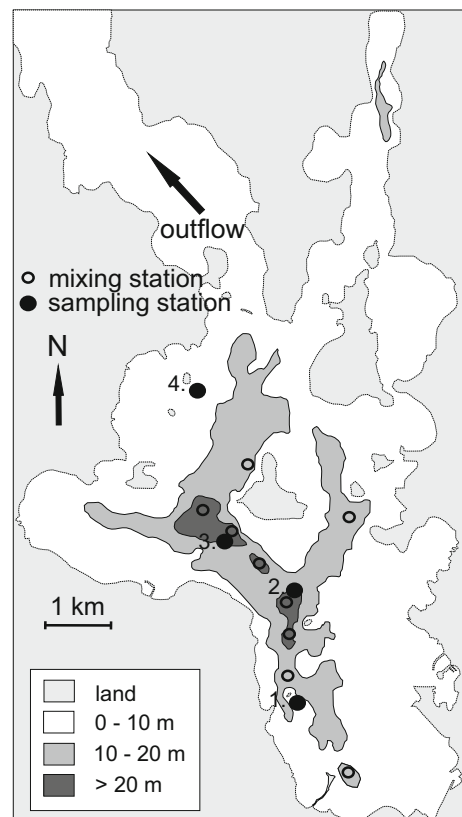 outflow
mixing station
sampling station
N
4.
3.
2.
1 km
1.
land
0 - 10 m
10 - 20 m
> 20 m